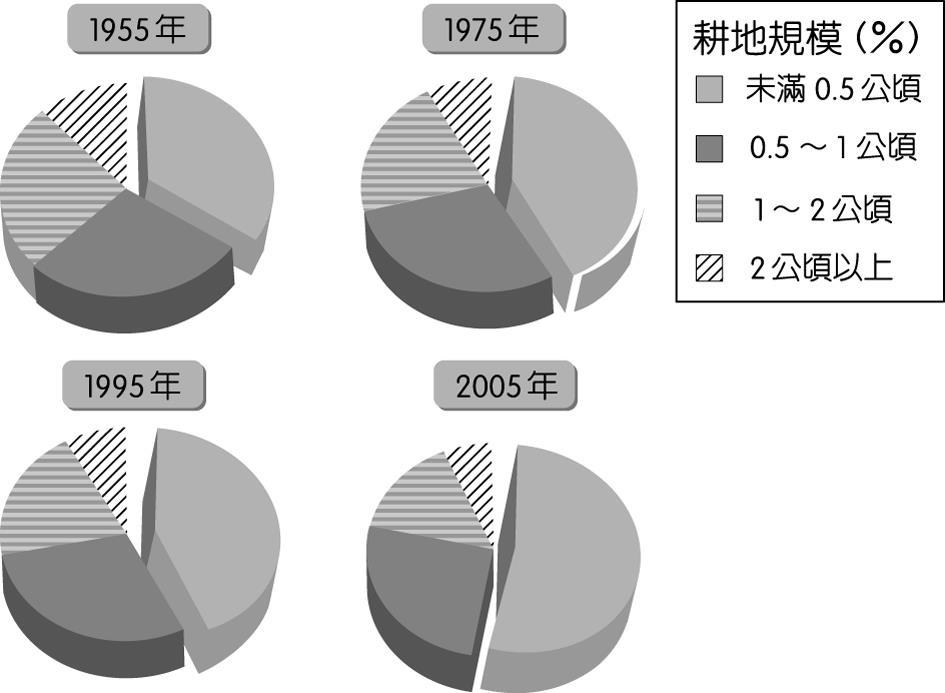 1955年
1975年
耕地規模(%)
未滿0.5公頃
0.5～1公頃
1～2公頃
2公頃以上
1995年
2005年